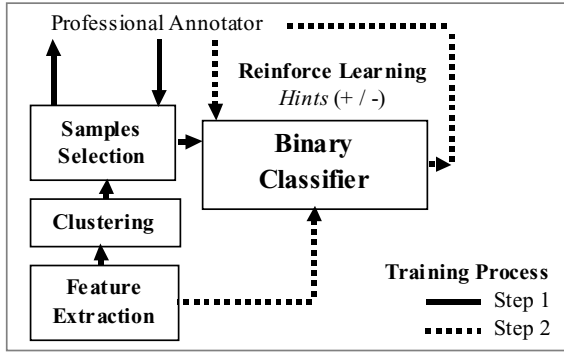 Professional Annotator
Reinforce Learning
Hints (+ / -)
Samples
Selection
Binary
Classifier
Clustering
Feature
Extraction
Training Process
Step 1
Step 2